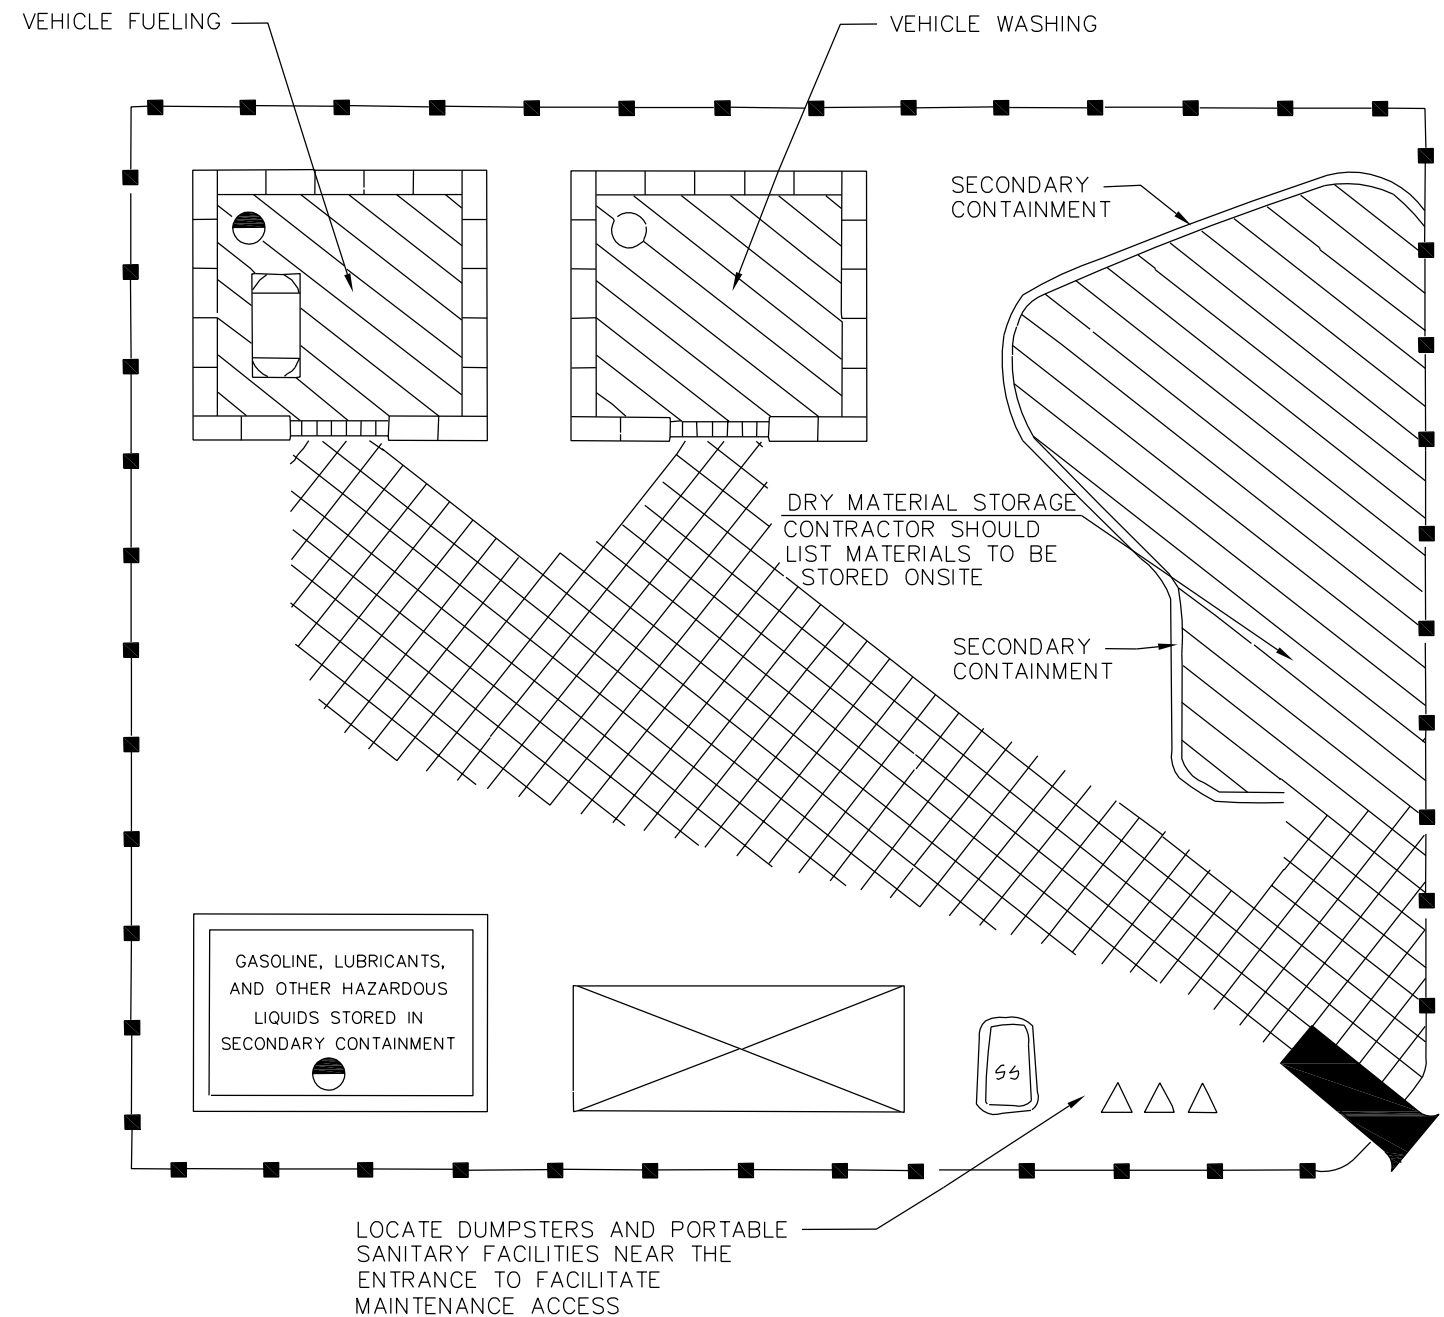 VEHICLE FUELING
VEHICLE WASHING
SECONDARY
CONTAINMENT
DRY MATERIAL STORAGE
CONTRACTOR SHOULD
LIST MATERIALS TO BE
STORED ONSITE
SECONDARY
CONTAINMENT
GASOLINE, LUBRICANTS,
AND OTHER HAZARDOUS
LIQUIDS STORED IN
SECONDARY CONTAINMENT
SS
LOCATE DUMPSTERS AND PORTABLE
SANITARY FACILITIES NEAR THE
ENTRANCE TO FACILITATE
MAINTENANCE ACCESS